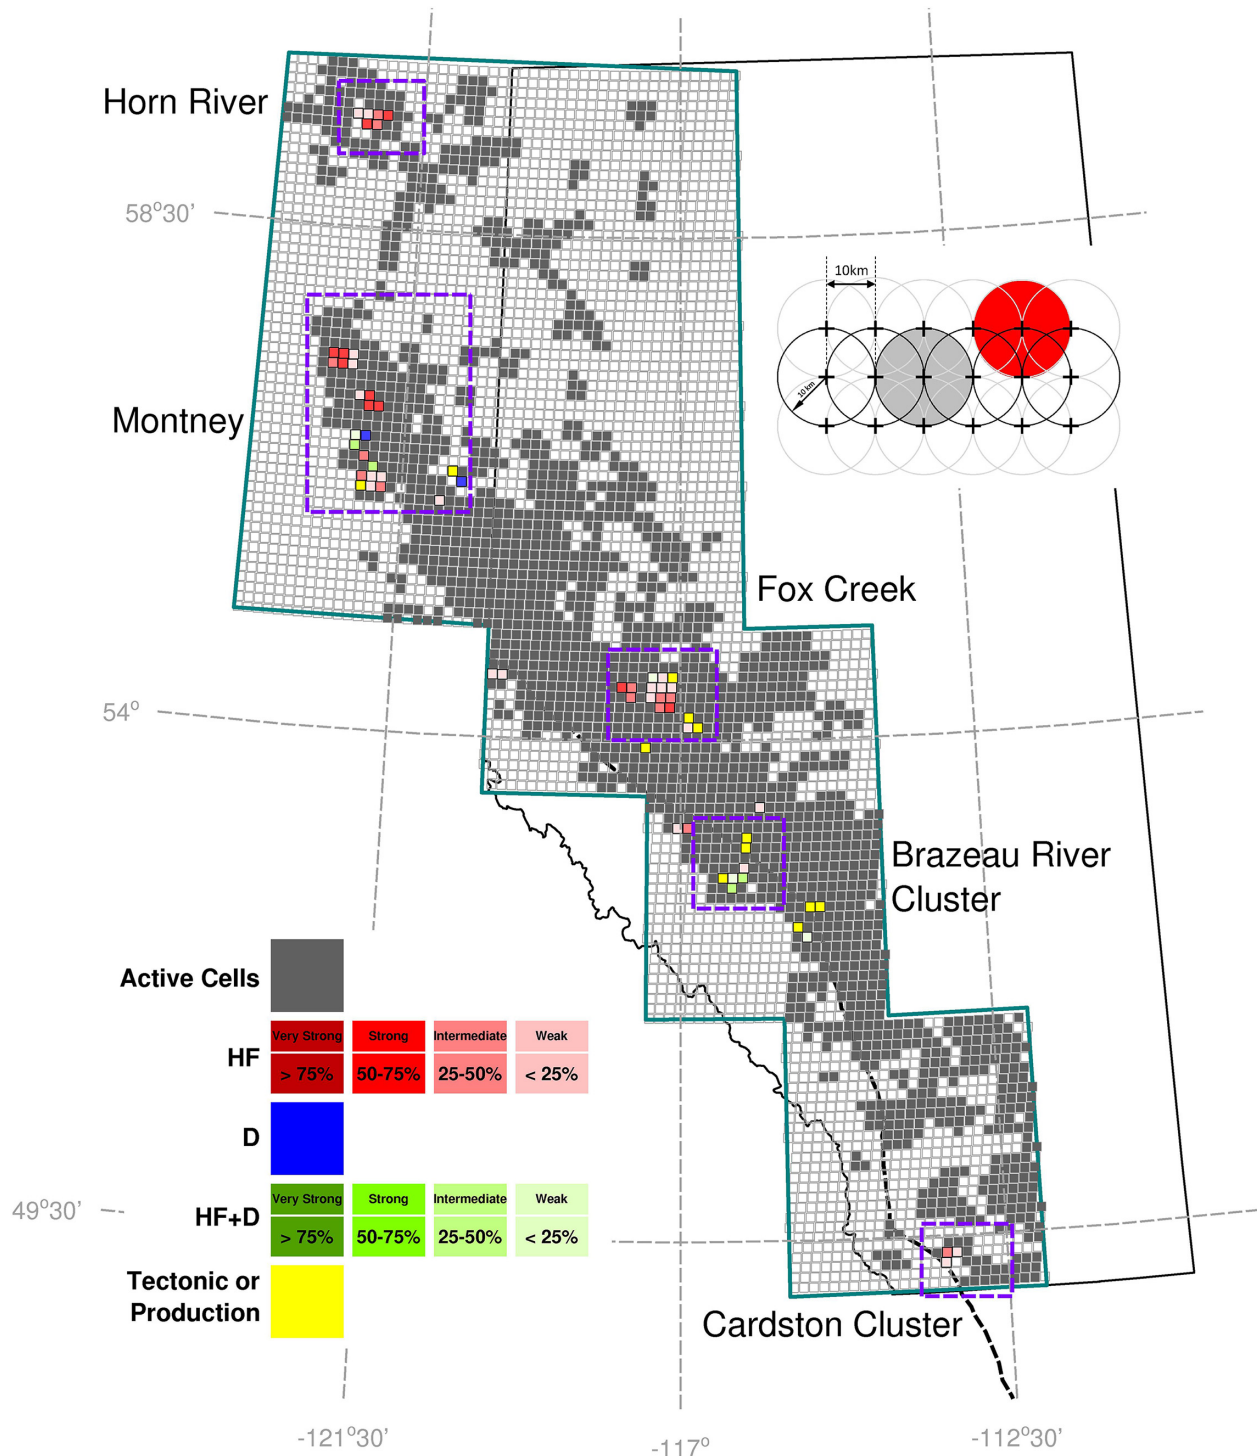 Horn River
58°30'
10km
10 km
Montney
Fox Creek
54°
Brazeau River
Cluster
Active Cells
Very Strong Strong Intermediate Weak
HF
> 75% 50-75% 25-50% < 25%
D
Very Strong Strong Intermediate Weak
HF+D
> 75% 50-75% 25-50% < 25%
49°30'
Tectonic or
Production
Cardston Cluster
-121°30'
-117°
-112°30'